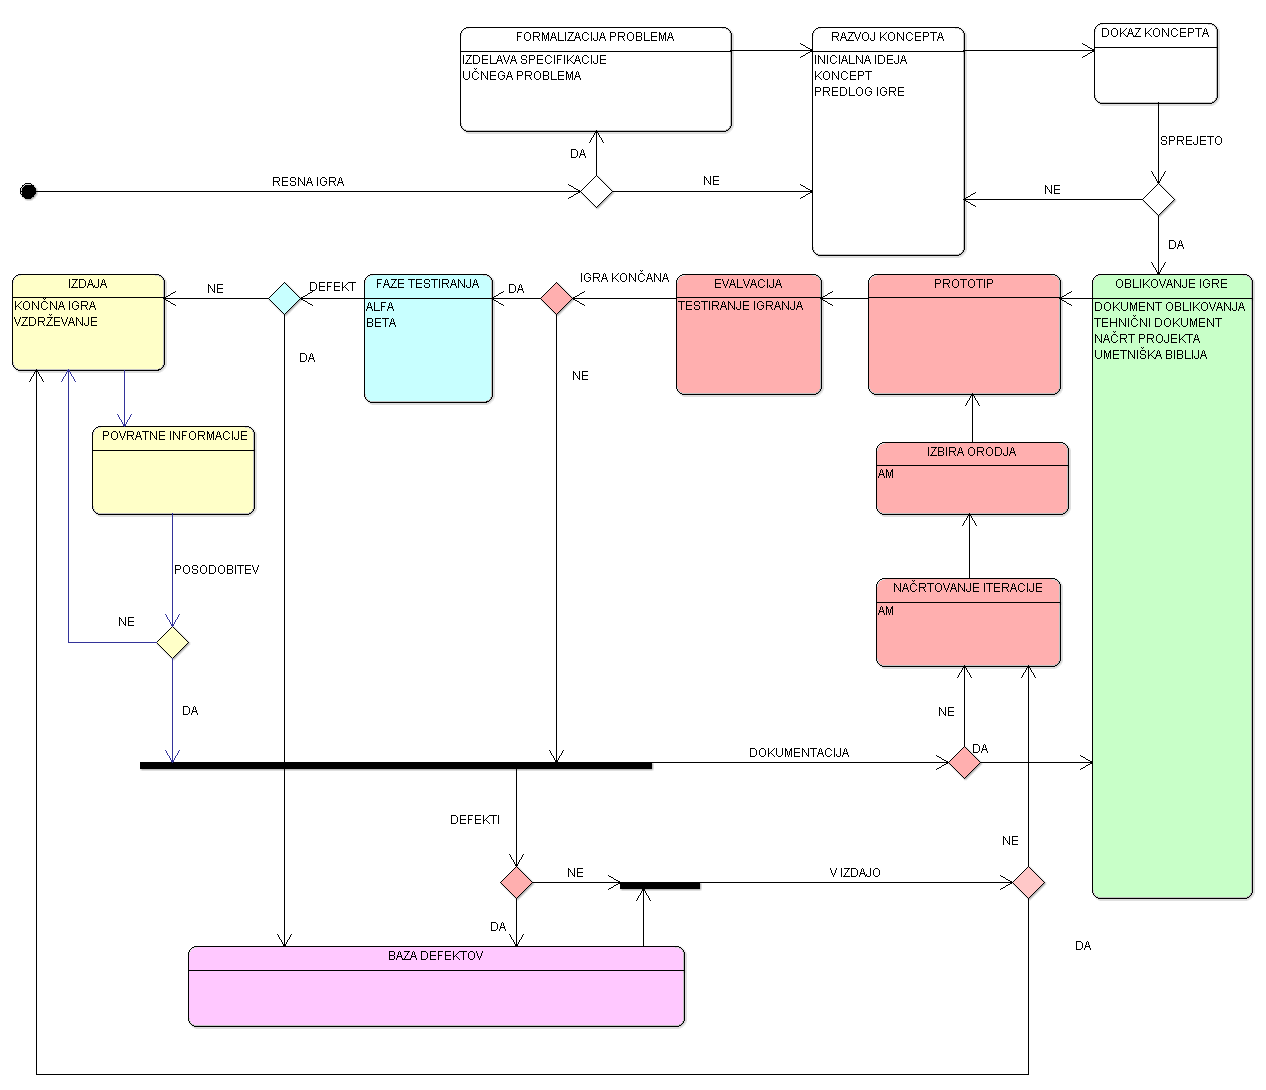 FORMALIZACIJA PROBLEMA
IZDELAVA SPECIFIKACIJE
UČNEGA PROBLEMA
RAZVOJ KONCEPTA
INICIALNA IDEJA
KONCEPT
PREDLOG IGRE
DOKAZ KONCEPTA
SPREJETO
DA
RESNA IGRA
NE
NE
DA
IZDAJA
KONČNA IGRA
VZDRŽEVANJE
NE
DEFEKT
DA
FAZE TESTIRANJA
ALFA
BETA
DA
IGRA KONČANA
NE
EVALVACIJA
TESTIRANJE IGRANJA
PROTOTIP
OBLIKOVANJE IGRE
DOKUMENT OBLIKOVANJA
TEHNIČNI DOKUMENT
NAČRT PROJEKTA
UMETNIŠKA BIBLIJA
POVRATNE INFORMACIJE
IZBIRA ORODJA
AM
POSODOBITEV
NE
DA
NAČRTOVANJE ITERACIJE
AM
NE
DOKUMENTACIJA
DA
DEFEKTI
NE
NE
V IZDAJO
DA
DA
BAZA DEFEKTOV